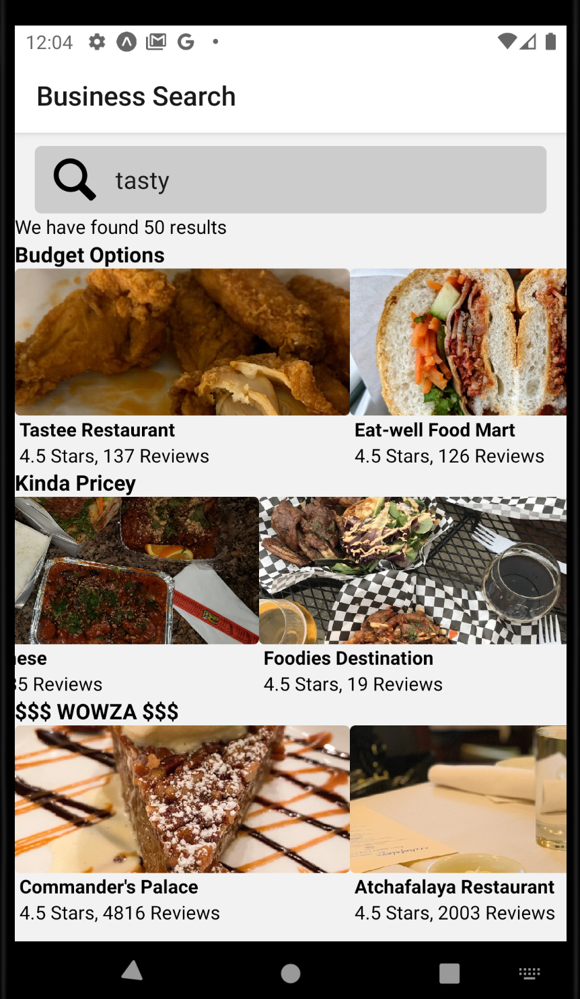 12:04
Business Search
tasty
We have found 50 results
Budget Options
Tastee Restaurant
4.5 Stars, 137 Reviews
Eat-well Food Mart
4.5 Stars, 126 Reviews
Kinda Pricey
Reviews
Foodies Destination
4.5 Stars, 19 Reviews
$$$ WOWZA $$$
Commander's Palace
4.5 Stars, 4816 Reviews
Atchafalaya Restaurant
4.5 Stars, 2003 Reviews